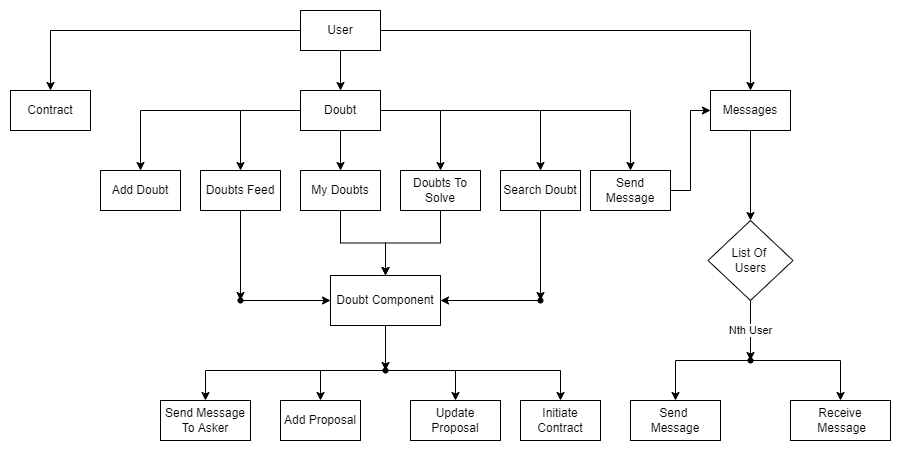 User
Contract
Doubt
Messages
Add Doubt
Doubts Feed
My Doubts
Doubts To
Solve
Search Doubt
Send
Message
List Of
Users
Doubt Component
Nth User
Send Message
To Asker
Add Proposal
Update
Proposal
Initiate
Contract
Send
Message
Receive
Message